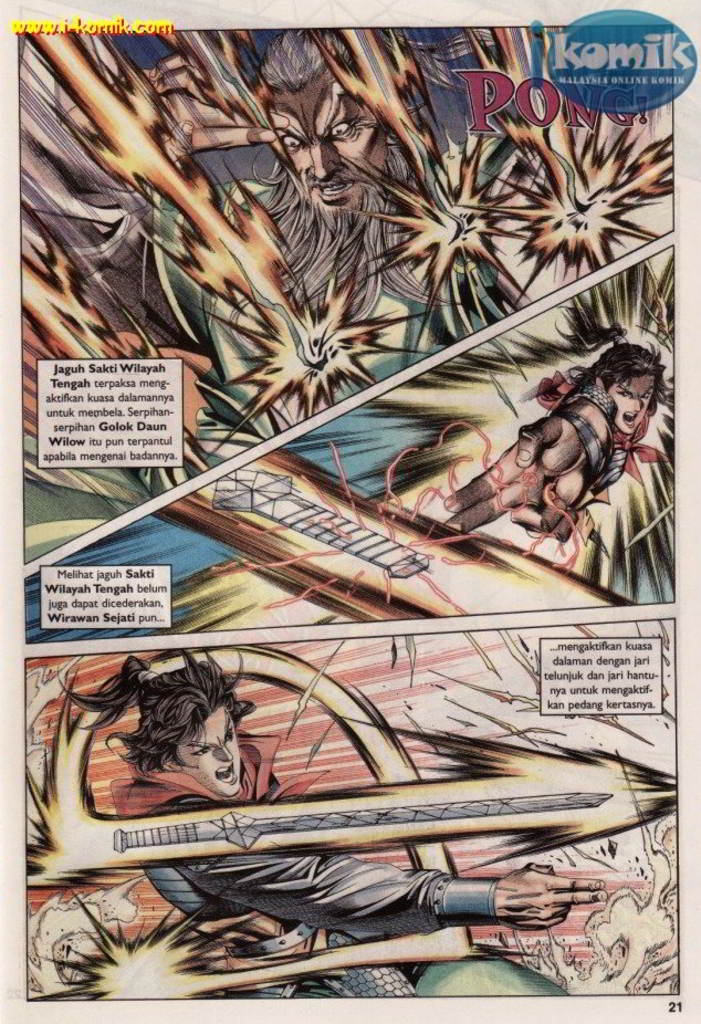 www.i4komik.com
ikomik
MALAYSIA ONLINE KOMIK
PONG!
Jaguh Sakti Wilayah
Tengah terpaksa meng-
aktifkan kuasa dalamannya
untuk membela. Serpihan-
serpihan Golok Daun
Wilow itu pun terpantul
apabila mengenai badannya.
Melihat jaguh Sakti
Wilayah Tengah belum
juga dapat dicederakan,
Wirawan Sejati pun...
...mengaktifkan kuasa
dalaman dengan jari
telunjuk dan jari hantu-
nya untuk mengaktif-
kan pedang kertasnya.
21